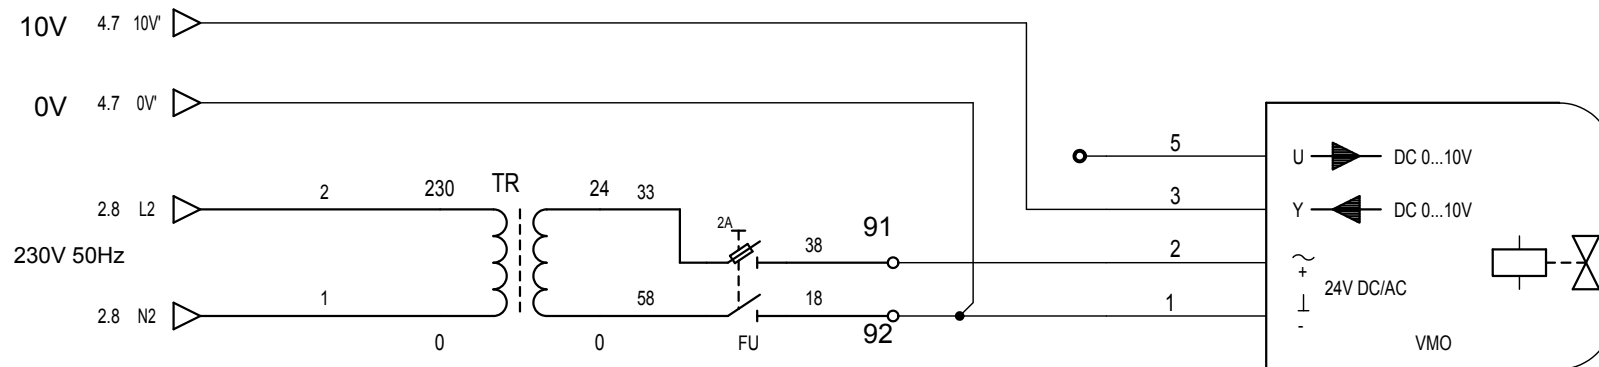 10V 4.7 10V'
0V 4.7 0V'
5
U DC 0...10V
2 230 TR 24 33
3
2.8 L2
Y DC 0...10V
2A
91
38
2
230V 50Hz
~
+
24V DC/AC
1 58 18
1
2.8 N2
⊥
-
92
0 0 FU
VMO